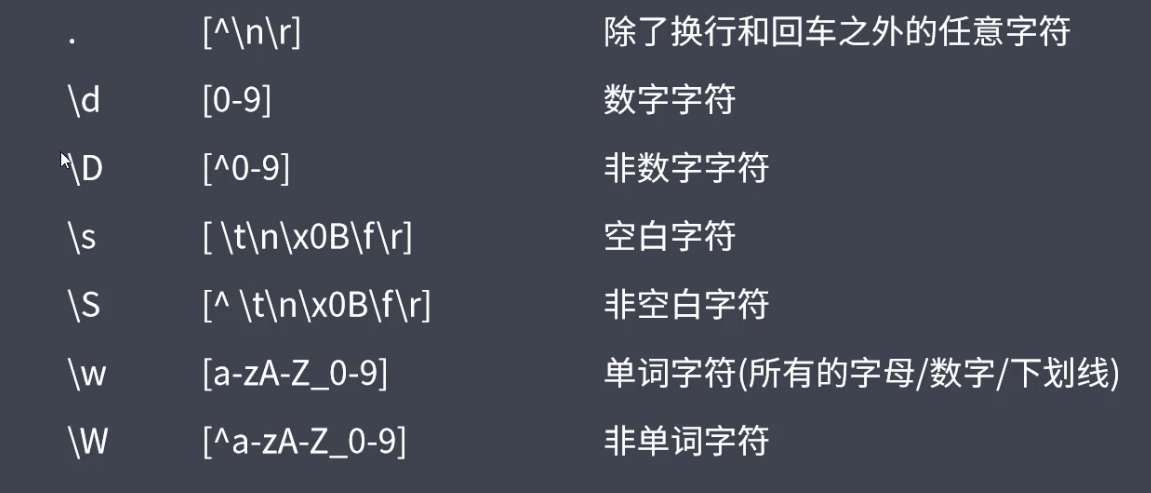 . [^\n\r] 除了换行和回车之外的任意字符
\d [0-9] 数字字符
\D [^0-9] 非数字字符
\s [ \t\n\x0B\f\r] 空白字符
\S [^ \t\n\x0B\f\r] 非空白字符
\w [a-zA-Z_0-9] 单词字符(所有的字母/数字/下划线)
\W [^a-zA-Z_0-9] 非单词字符